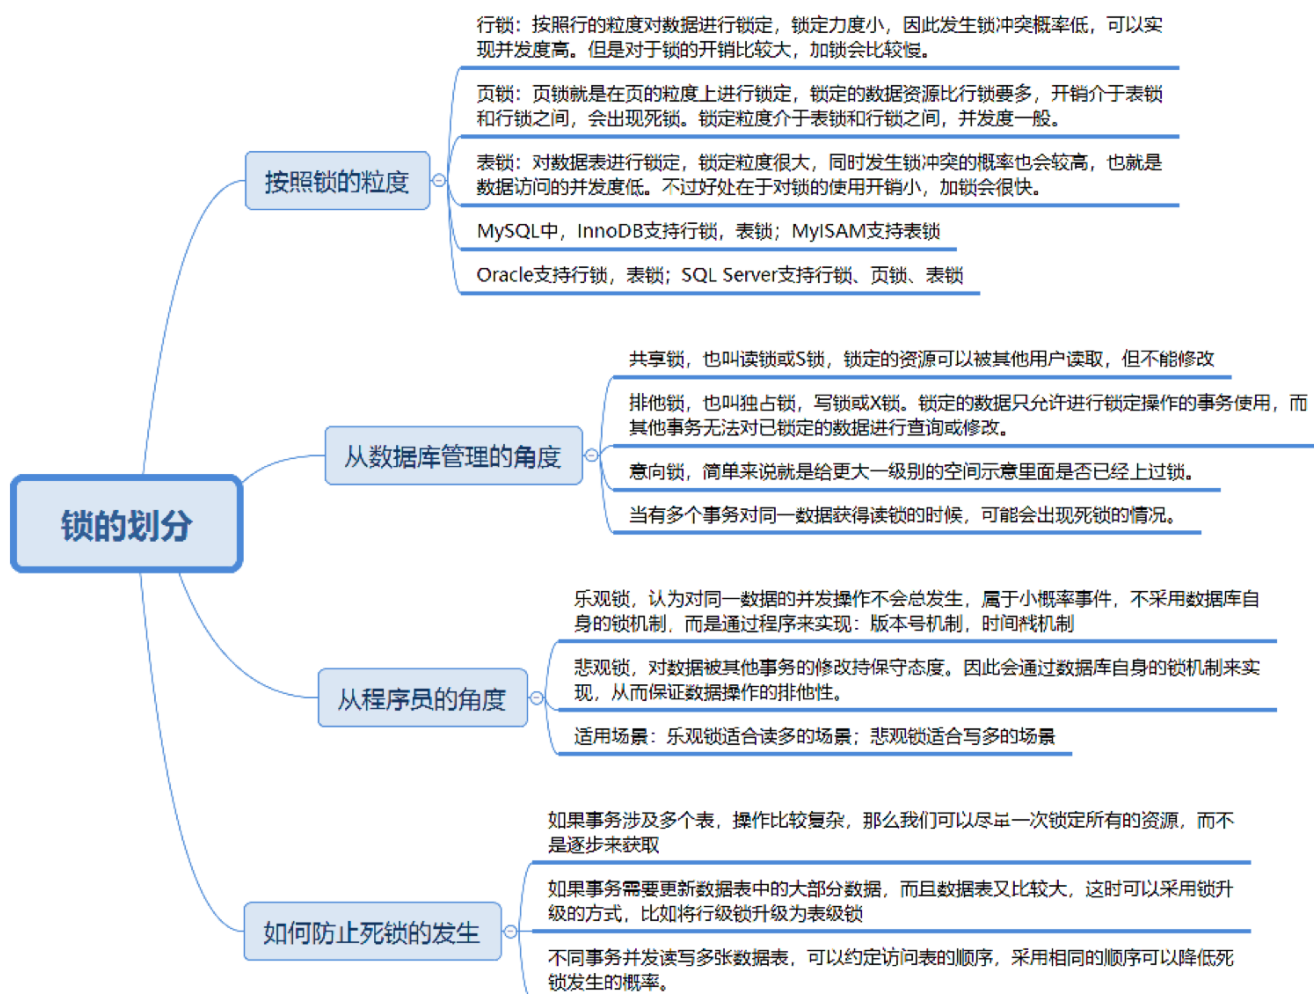 行锁：按照行的粒度对数据进行锁定，锁定力度小，因此发生锁冲突概率低，可以实
现并发度高。但是对于锁的开销比较大，加锁会比较慢。
页锁：页锁就是在页的粒度上进行锁定，锁定的数据资源比行锁要多，开销介于表锁
和行锁之间，会出现死锁。锁定粒度介于表锁和行锁之间，并发度一般。
按照锁的粒度
表锁：对数据表进行锁定，锁定粒度很大，同时发生锁冲突的概率也会较高，也就是
数据访问的并发度低。不过好处在于对锁的使用开销小，加锁会很快。
MySQL中，InnoDB支持行锁，表锁；MyISAM支持表锁
Oracle支持行锁，表锁；SQL Server支持行锁、页锁、表锁
共享锁，也叫读锁或S锁，锁定的资源可以被其他用户读取，但不能修改
排他锁，也叫独占锁，写锁或X锁。锁定的数据只允许进行锁定操作的事务使用，而
其他事务无法对已锁定的数据进行查询或修改。
从数据库管理的角度
意向锁，简单来说就是给更大一级别的空间示意里面是否已经上过锁。
当有多个事务对同一数据获得读锁的时候，可能会出现死锁的情况。
锁的划分
乐观锁，认为对同一数据的并发操作不会总发生，属于小概率事件，不采用数据库自
身的锁机制，而是通过程序来实现：版本号机制，时间戳机制
悲观锁，对数据被其他事务的修改持保守态度。因此会通过数据库自身的锁机制来实
现，从而保证数据操作的排他性。
从程序员的角度
适用场景：乐观锁适合读多的场景；悲观锁适合写多的场景
如果事务涉及多个表，操作比较复杂，那么我们可以尽量一次锁定所有的资源，而不
是逐步来获取
如果事务需要更新数据表中的大部分数据，而且数据表又比较大，这时可以采用锁升
级的方式，比如将行级锁升级为表级锁
如何防止死锁的发生
不同事务并发读写多张数据表，可以约定访问表的顺序，采用相同的顺序可以降低死
锁发生的概率。